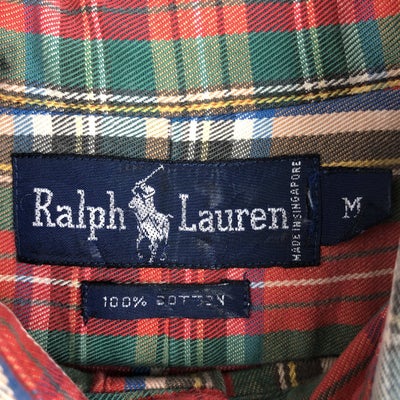 Ralph Lauren
MADE IN SINGAPORE
M
100% COTTON